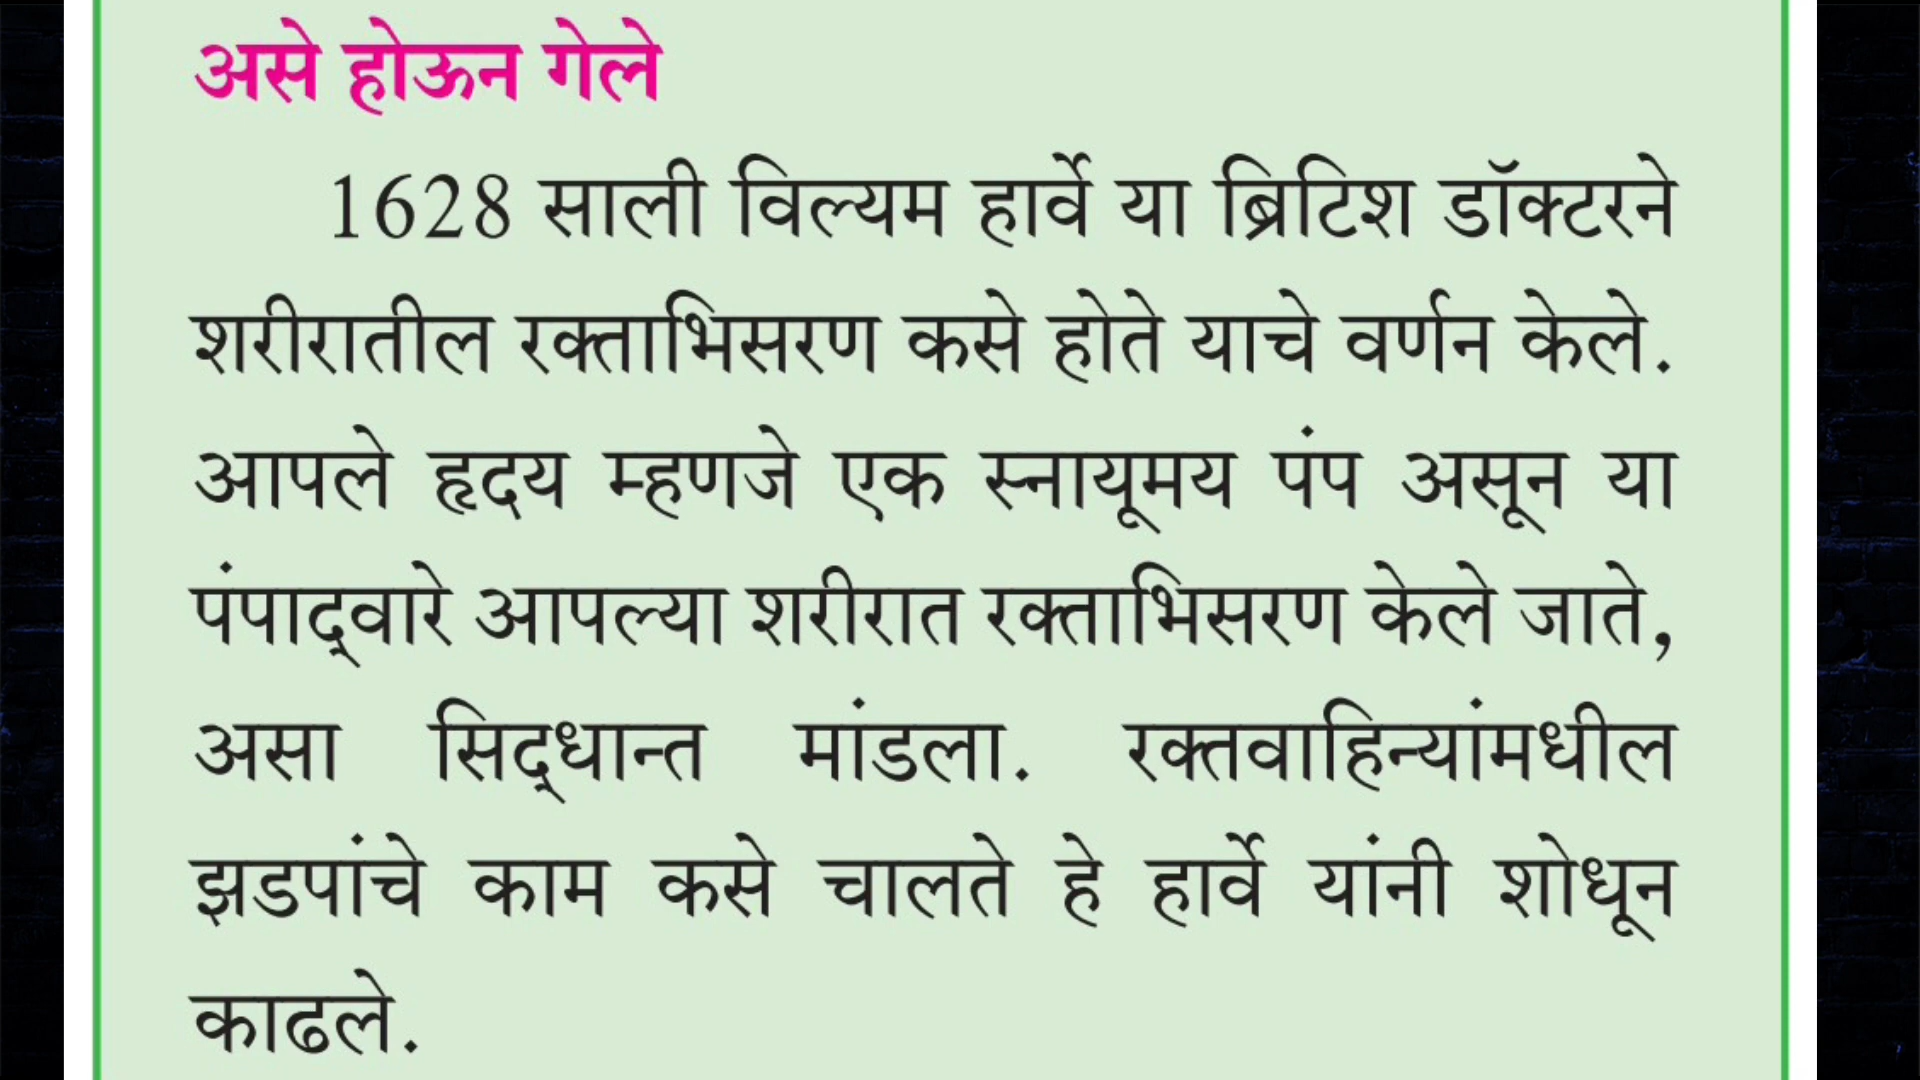 असे होऊन गेले
1628 साली विल्यम हार्वे या ब्रिटिश डॉक्टरने
शरीरातील रक्ताभिसरण कसे होते याचे वर्णन केले.
आपले हृदय म्हणजे एक स्नायूमय पंप असून या
पंपाद्‌वारे आपल्या शरीरात रक्ताभिसरण केले जाते,
असा सिद्‌धान्त मांडला. रक्तवाहिन्यांमधील
झडपांचे काम कसे चालते हे हार्वे यांनी शोधून
काढले.